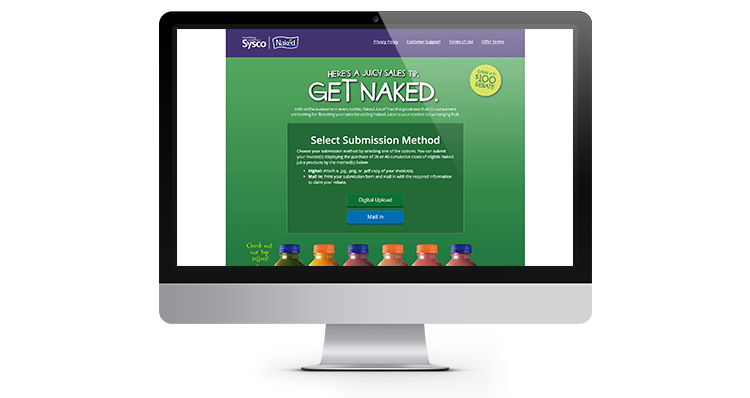 Sysco | Naked
Privacy Policy Customer Support Terms of Use Offer Terms
HERE'S A JUICY SALES TIP.
GET NAKED.
$100
REBATE!
With all the awesome in every bottle, Naked Juice® has the goodness that consumers
are looking for. Boosting your sales by adding Naked Juice to your coolers is low hanging fruit.
Select Submission Method
Choose your submission method by selecting one of the options. You can submit
your invoice(s) displaying the purchase of 20 or 40 cumulative cases of eligible Naked
Juice products by the method(s) below:
• Digital: Attach a .jpg, .png, or .pdf copy of your invoice(s).
• Mail In: Print your submission form and mail in with the required information
to claim your rebate.
Digital Upload
Mail In
Check out
our top
sellers!